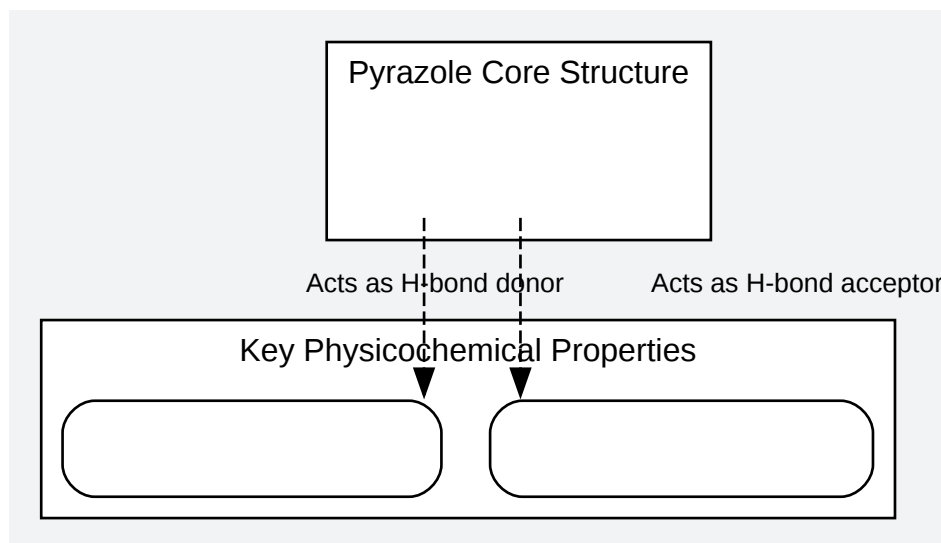 Pyrazole Core Structure
Acts as H-bond donor
Acts as H-bond acceptor
Key Physicochemical Properties